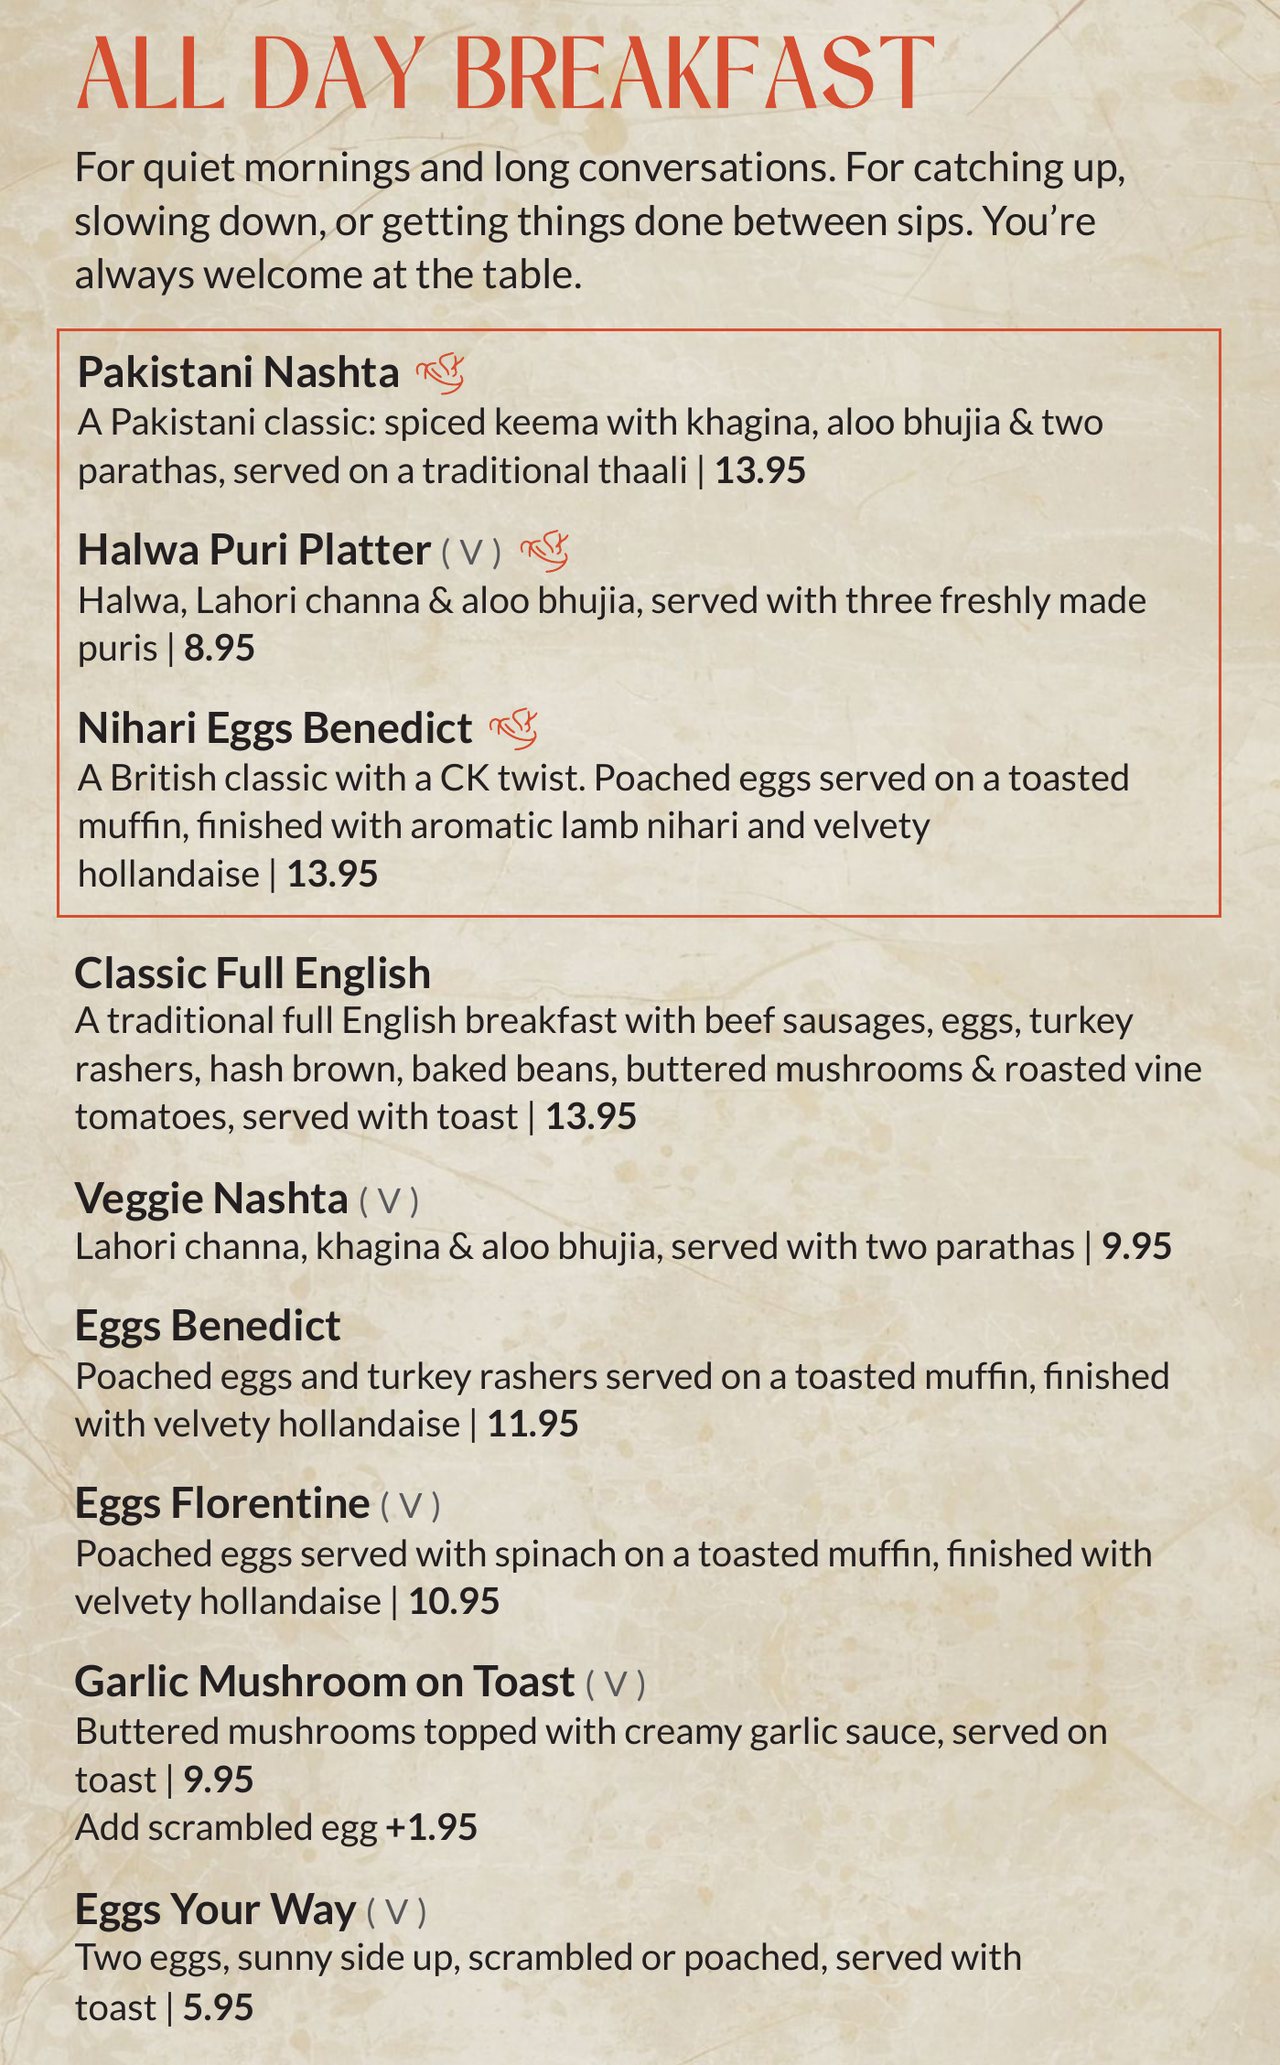 ALL DAY BREAKFAST
For quiet mornings and long conversations. For catching up,
slowing down, or getting things done between sips. You’re
always welcome at the table.
Pakistani Nashta
A Pakistani classic: spiced keema with khagina, aloo bhujia & two
parathas, served on a traditional thaali | 13.95
Halwa Puri Platter ( V )
Halwa, Lahori channa & aloo bhujia, served with three freshly made
puris | 8.95
Nihari Eggs Benedict
A British classic with a CK twist. Poached eggs served on a toasted
muffin, finished with aromatic lamb nihari and velvety
hollandaise | 13.95
Classic Full English
A traditional full English breakfast with beef sausages, eggs, turkey
rashers, hash brown, baked beans, buttered mushrooms & roasted vine
tomatoes, served with toast | 13.95
Veggie Nashta ( V )
Lahori channa, khagina & aloo bhujia, served with two parathas | 9.95
Eggs Benedict
Poached eggs and turkey rashers served on a toasted muffin, finished
with velvety hollandaise | 11.95
Eggs Florentine ( V )
Poached eggs served with spinach on a toasted muffin, finished with
velvety hollandaise | 10.95
Garlic Mushroom on Toast ( V )
Buttered mushrooms topped with creamy garlic sauce, served on
toast | 9.95
Add scrambled egg +1.95
Eggs Your Way ( V )
Two eggs, sunny side up, scrambled or poached, served with
toast | 5.95